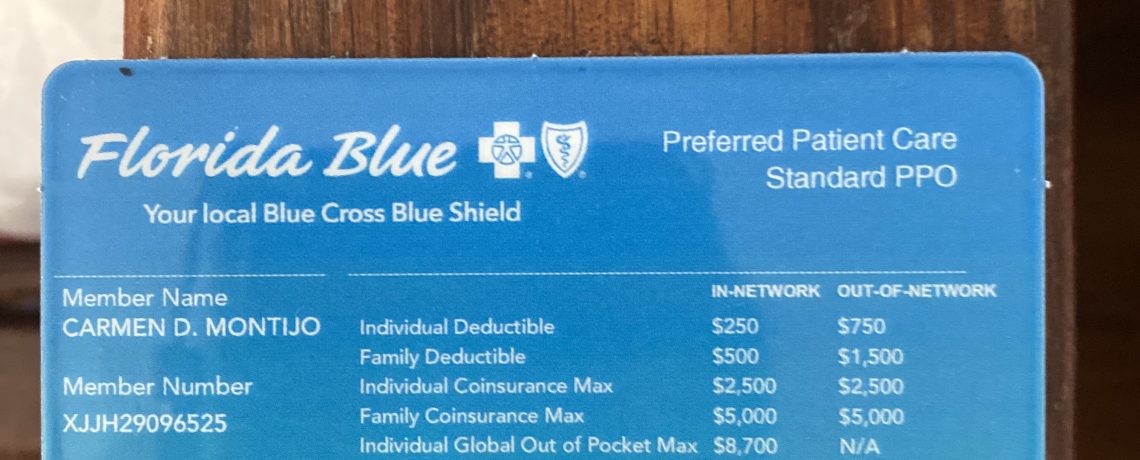 Florida Blue
Your local Blue Cross Blue Shield
Preferred Patient Care
Standard PPO
Member Name
CARMEN D. MONTIJO
Member Number
XJJH29096525
IN-NETWORK OUT-OF-NETWORK
Individual Deductible $250 $750
Family Deductible $500 $1,500
Individual Coinsurance Max $2,500 $2,500
Family Coinsurance Max $5,000 $5,000
Individual Global Out of Pocket Max $8,700 N/A